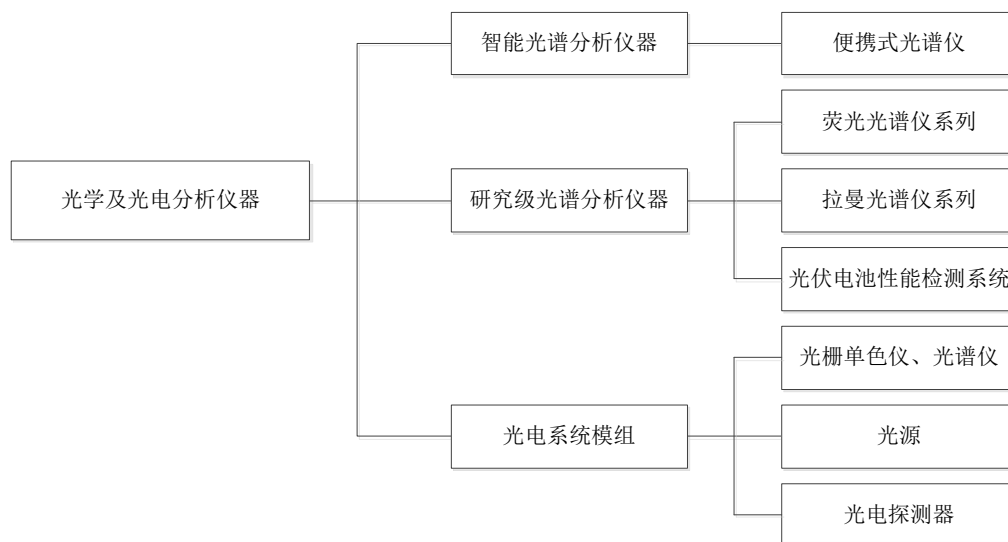 智能光谱分析仪器
便携式光谱仪
荧光光谱仪系列
光学及光电分析仪器
研究级光谱分析仪器
拉曼光谱仪系列
光伏电池性能检测系统
光栅单色仪、光谱仪
光电系统模组
光源
光电探测器